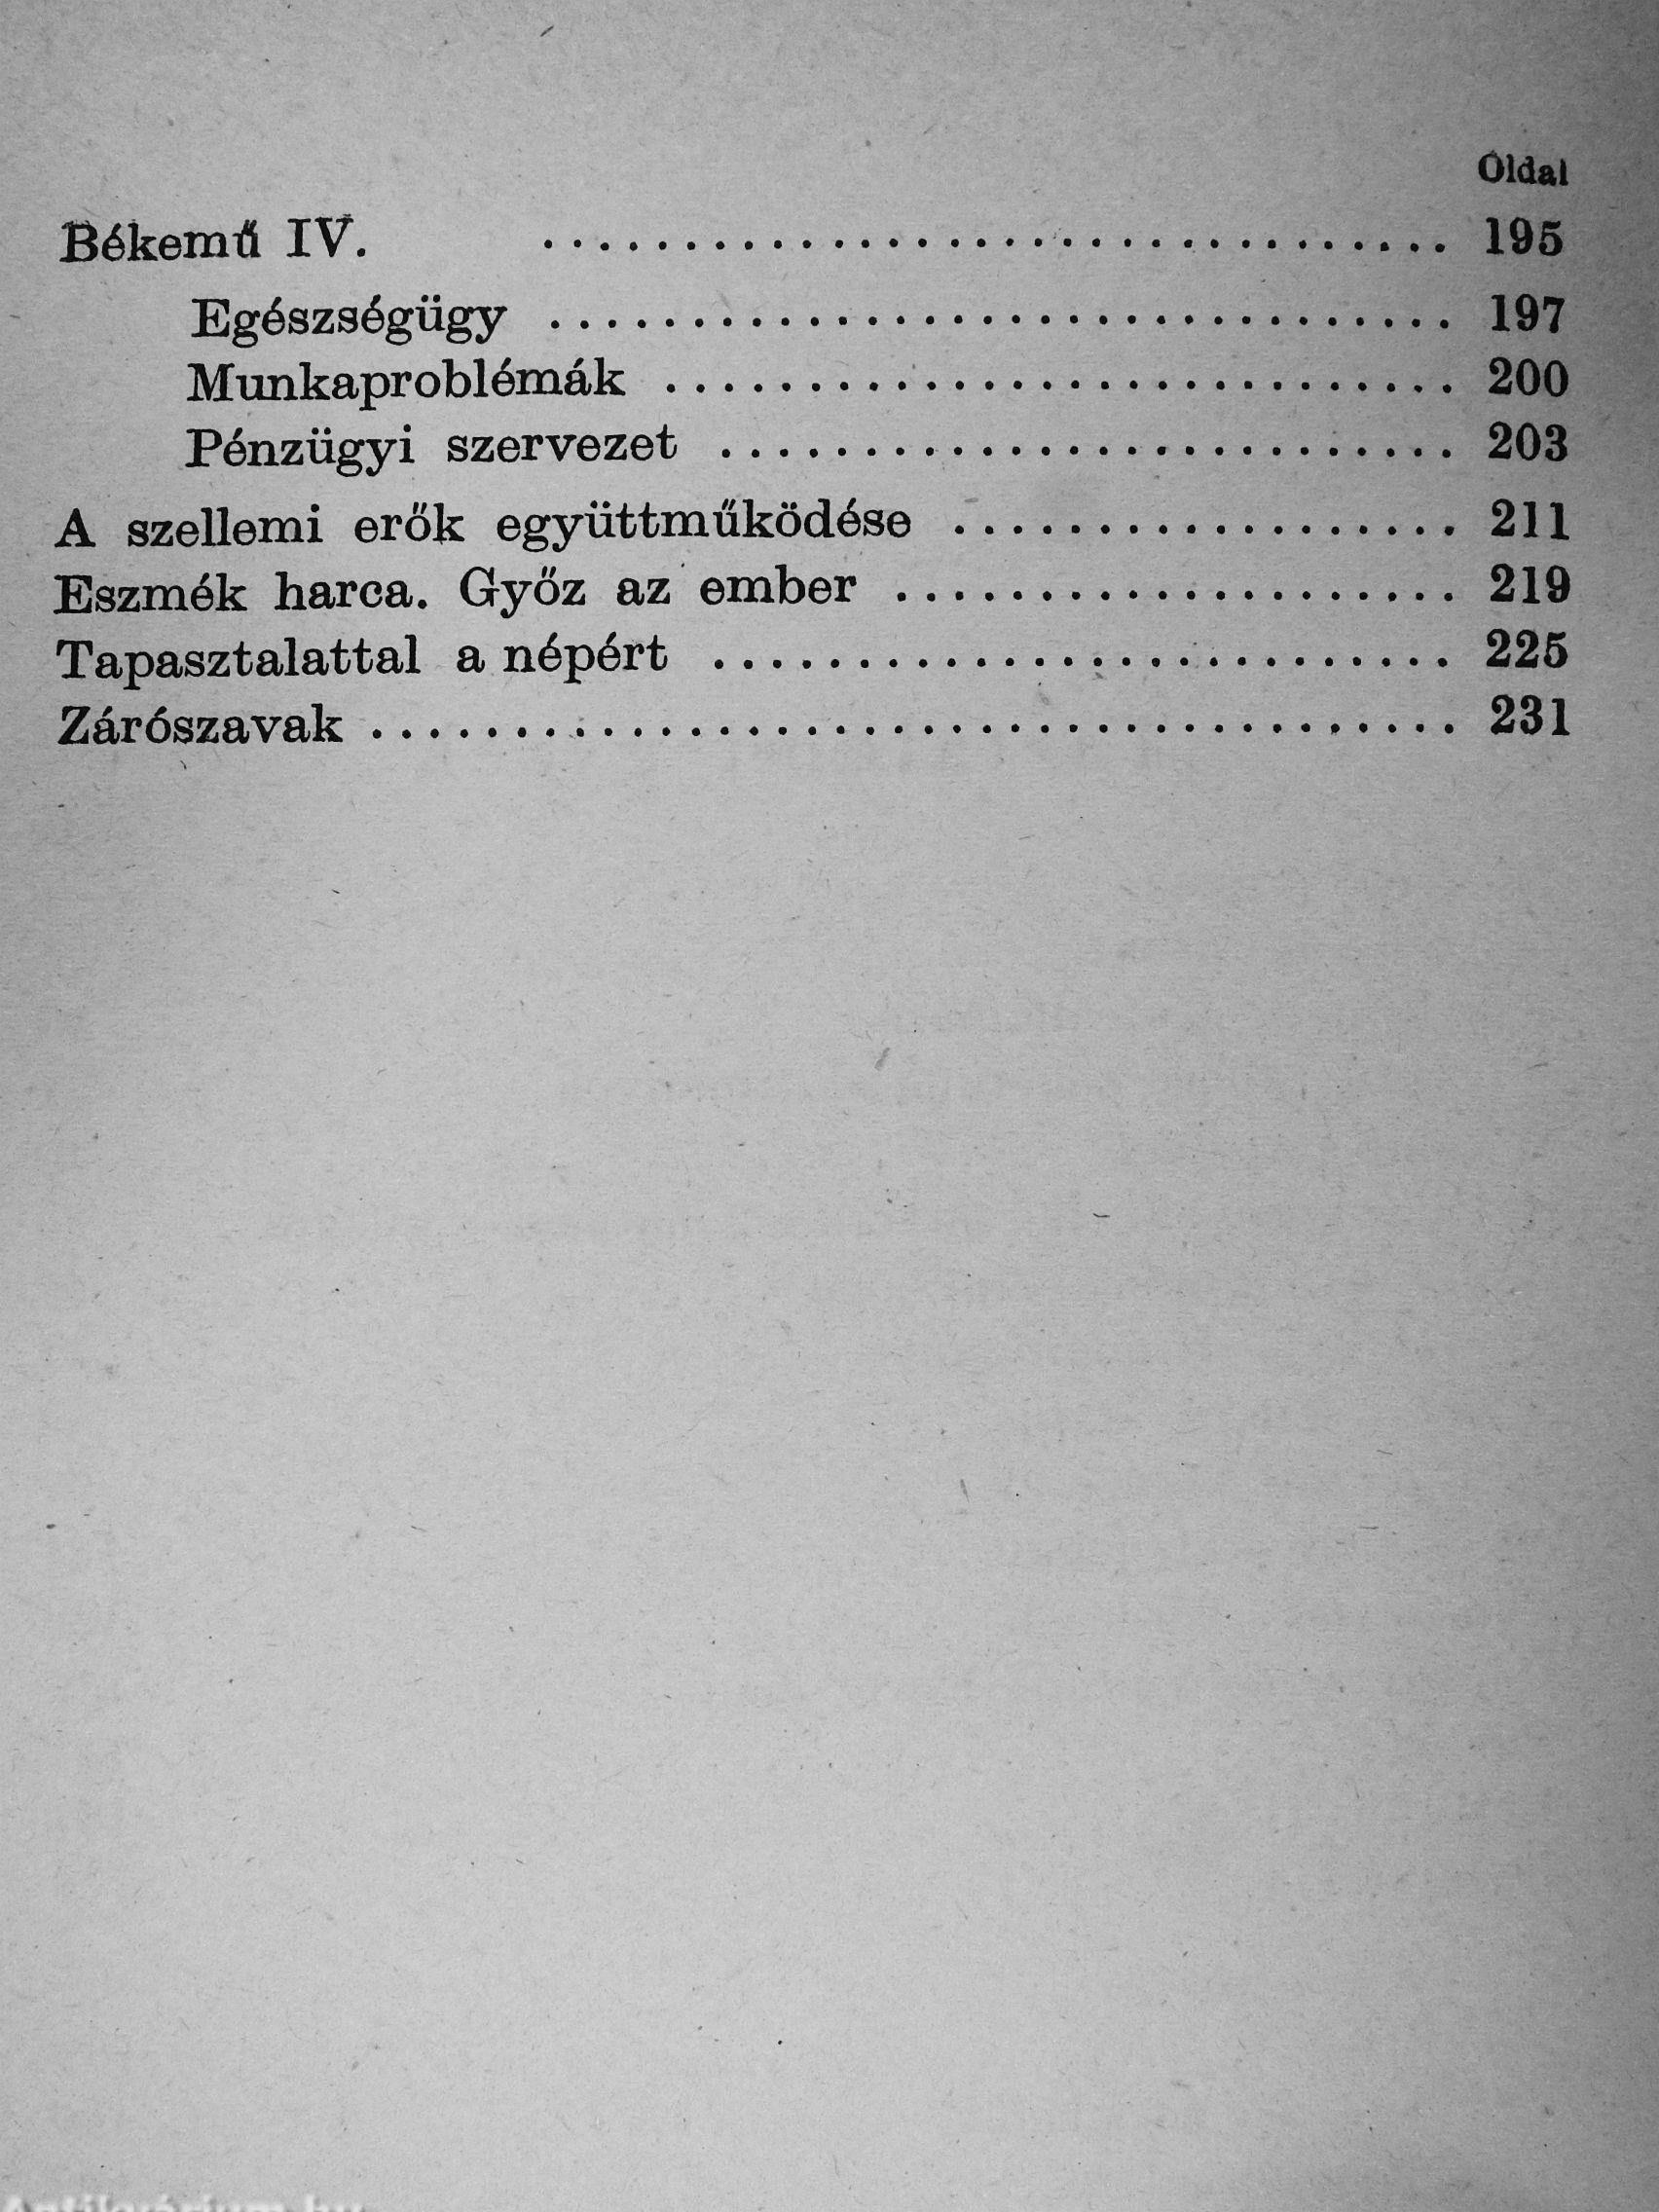 Oldal
Békemű IV. ................................ 195
Egészségügy ................................ 197
Munkaproblémák ............................ 200
Pénzügyi szervezet .......................... 203
A szellemi erők együttműködése .................. 211
Eszmék harca. Győz az ember .................... 219
Tapasztalattal a népért .......................... 225
Zárószavak ...................................... 231